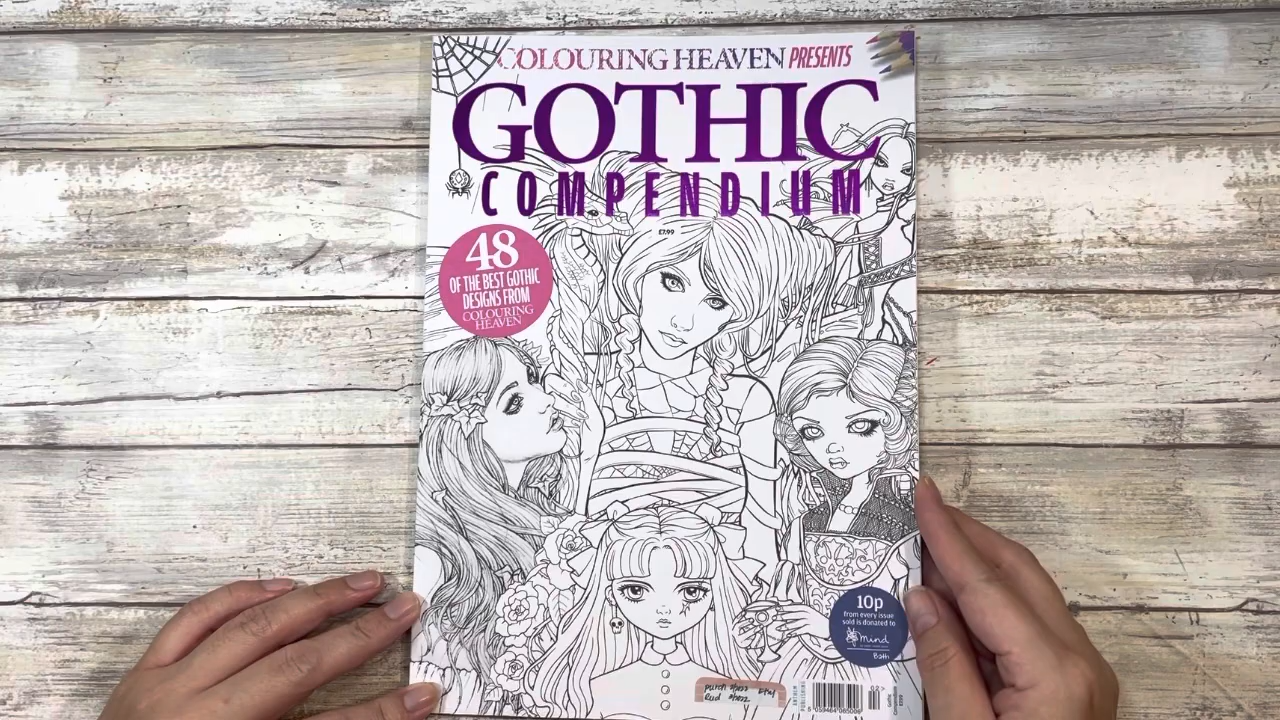 COLOURING HEAVEN PRESENTS
GOTHIC
COMPENDIUM
£7.99
48
OF THE BEST GOTHIC
DESIGNS FROM
COLOURING
HEAVEN
10p
from every issue
sold is donated to
mind
Bath